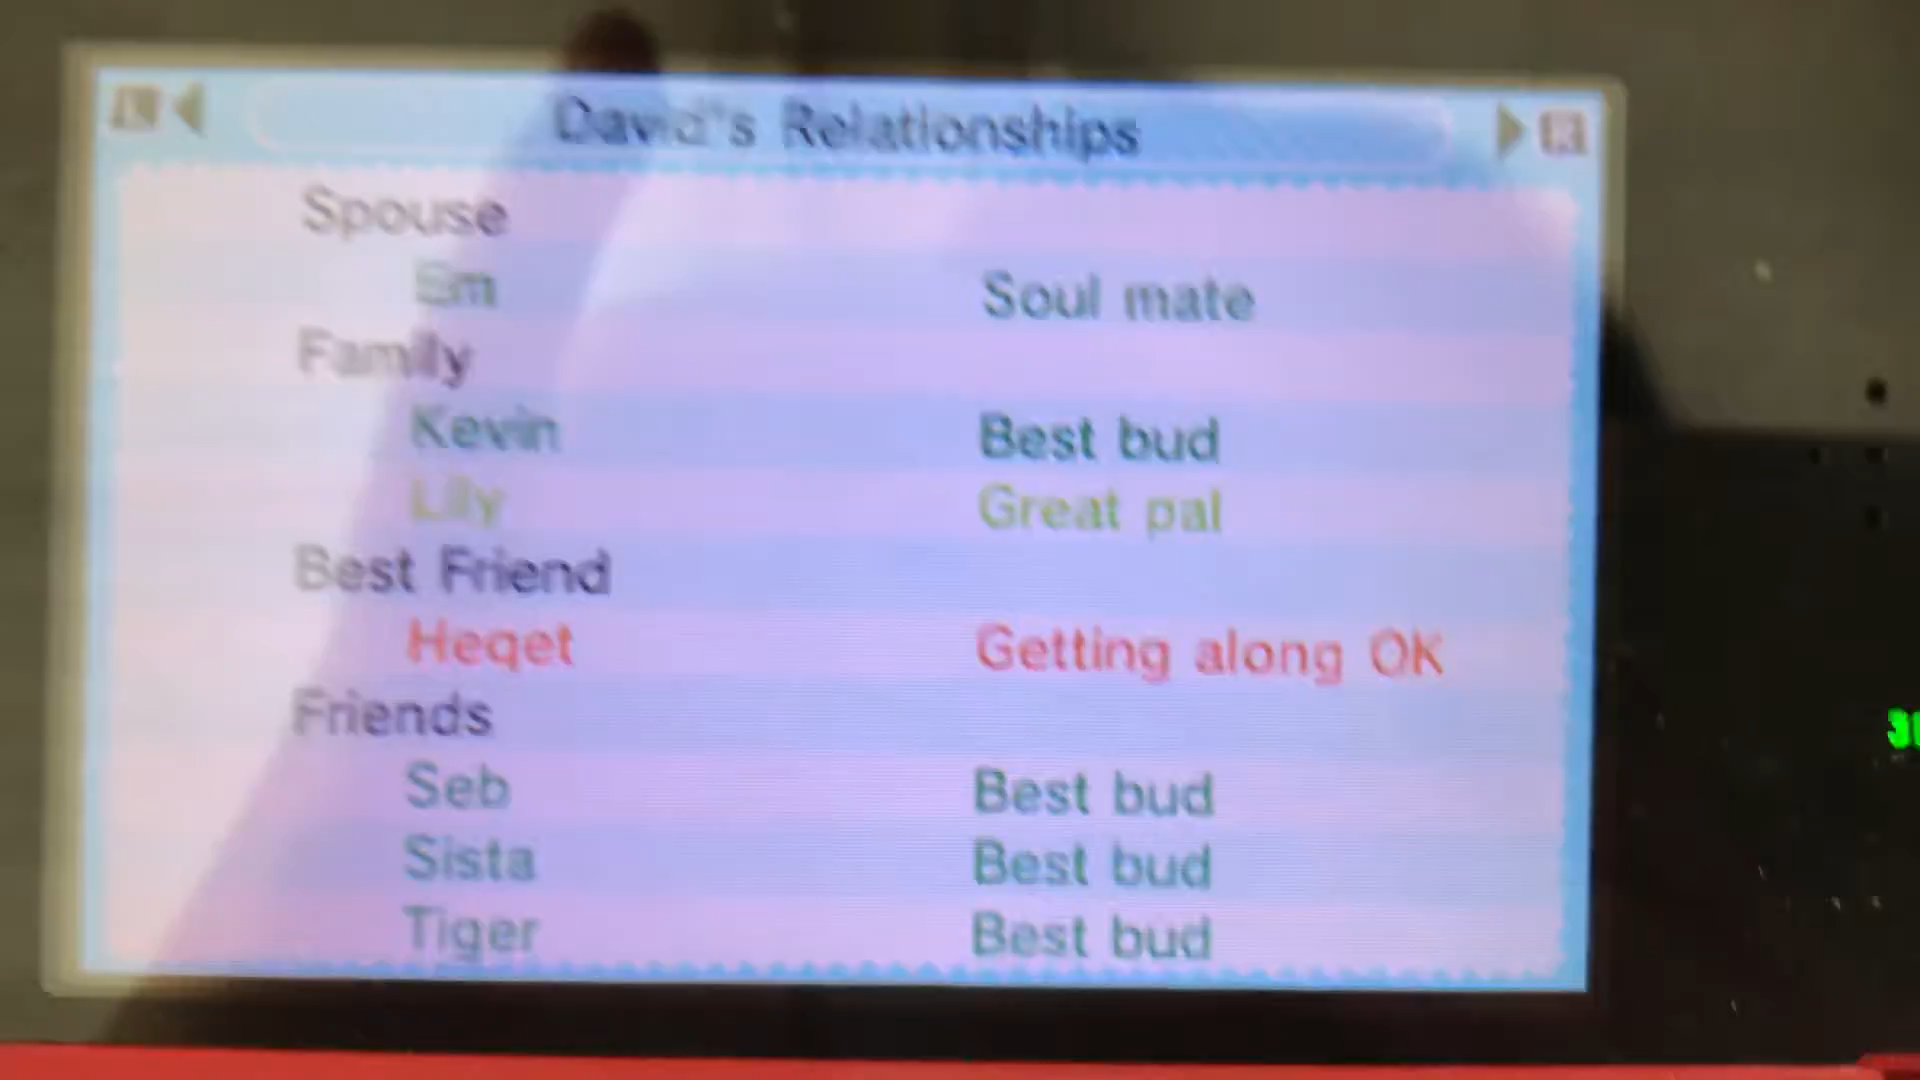 David's Relationships
Spouse
Em Soul mate
Family
Kevin Best bud
Lily Great pal
Best Friend
Heqet Getting along OK
Friends
Seb Best bud
Sista Best bud
Tiger Best bud